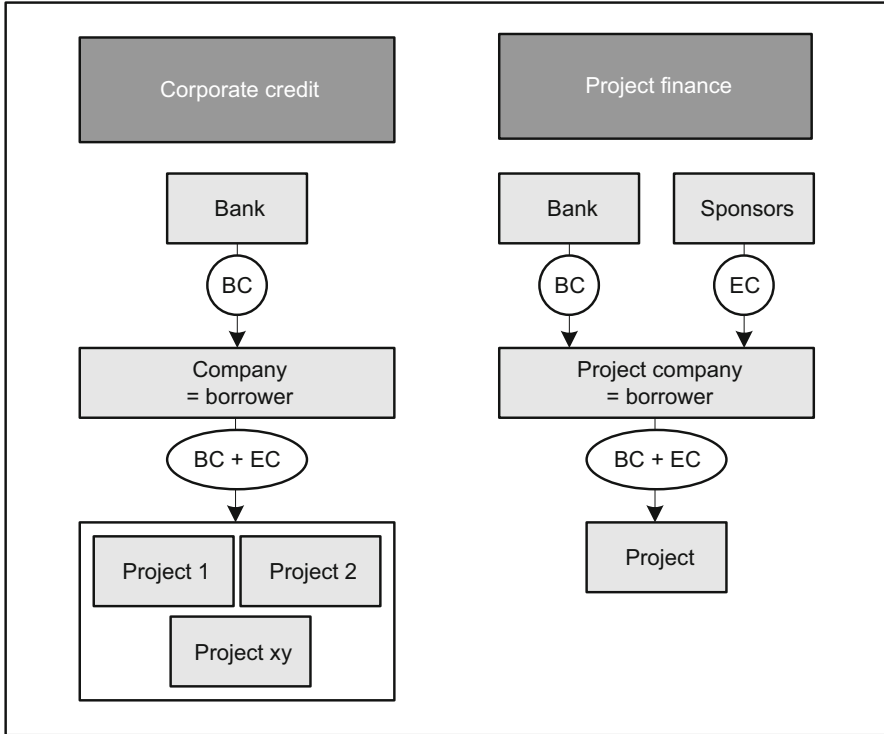 Corporate credit
Project finance
Bank
Bank
Sponsors
BC
BC
EC
Company
= borrower
Project company
= borrower
BC + EC
BC + EC
Project 1
Project 2
Project
Project xy